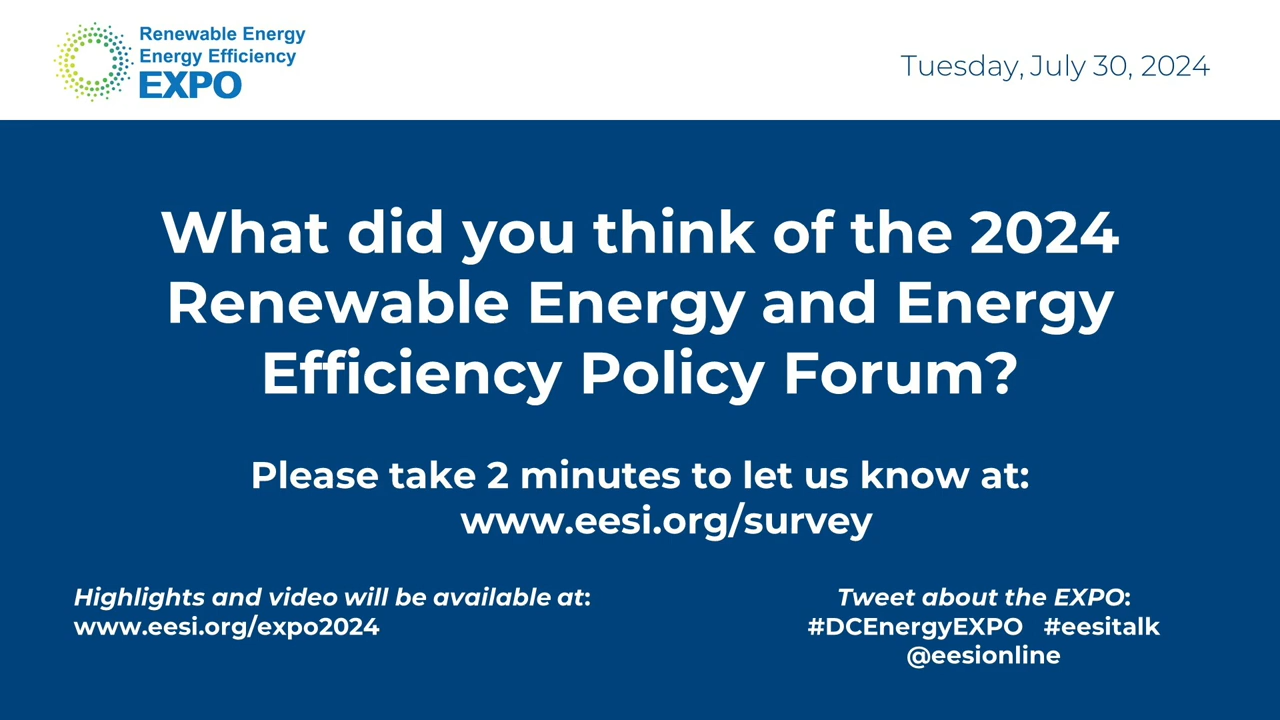 Renewable Energy
Energy Efficiency
EXPO
Tuesday, July 30, 2024
What did you think of the 2024
Renewable Energy and Energy
Efficiency Policy Forum?
Please take 2 minutes to let us know at:
www.eesi.org/survey
Highlights and video will be available at:
www.eesi.org/expo2024
Tweet about the EXPO:
#DCEnergyEXPO #eesitalk
@eesionline